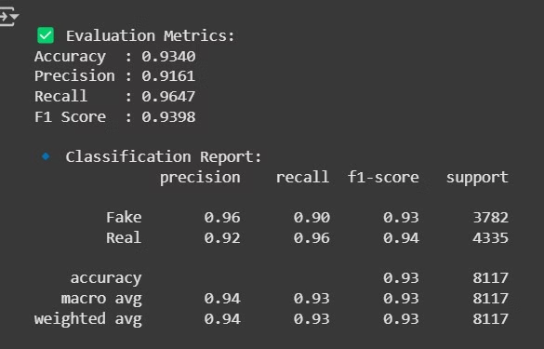 ✅ Evaluation Metrics:
Accuracy  : 0.9340
Precision : 0.9161
Recall    : 0.9647
F1 Score  : 0.9398
🔹 Classification Report:
precision    recall  f1-score   support
Fake       0.96      0.90      0.93      3782
Real       0.92      0.96      0.94      4335
accuracy                           0.93      8117
macro avg       0.94      0.93      0.93      8117
weighted avg       0.94      0.93      0.93      8117